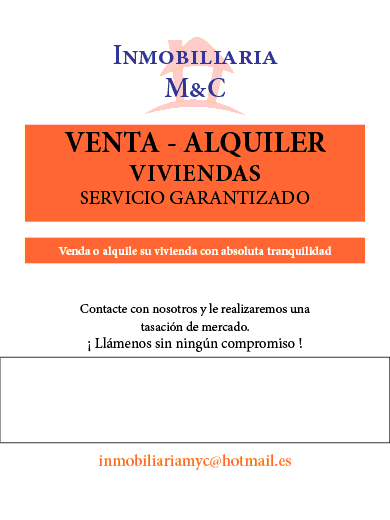 Inmobiliaria
M&C
VENTA - ALQUILER
VIVIENDAS
SERVICIO GARANTIZADO
Venda o alquile su vivienda con absoluta tranquilidad
Contacte con nosotros y le realizaremos una
tasación de mercado.
¡ Llámenos sin ningún compromiso !
inmobiliariamyc@hotmail.es